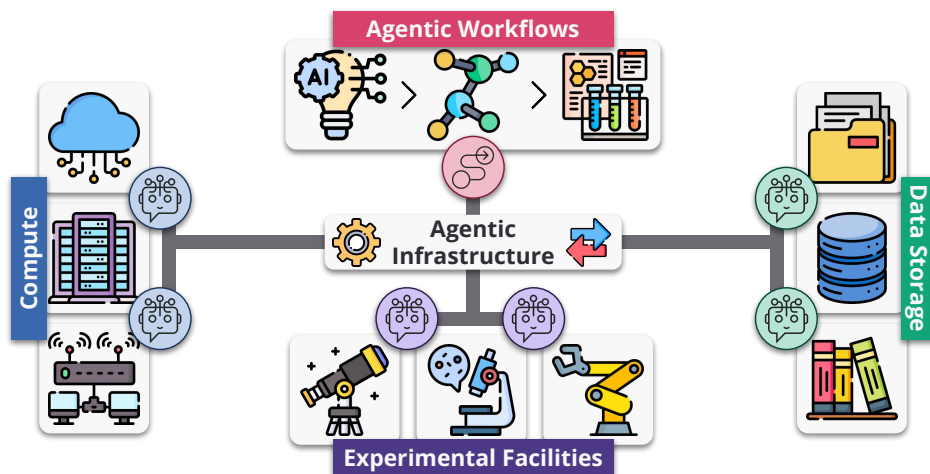 Agentic Workflows
AI
Compute
Agentic
Infrastructure
Data Storage
Experimental Facilities